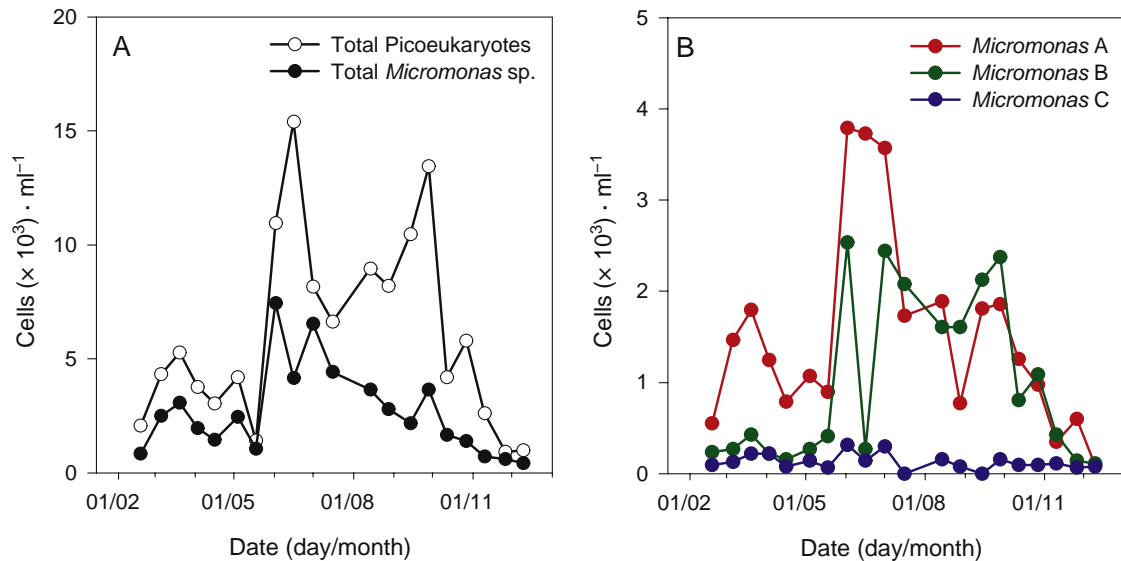 A
Total Picoeukaryotes
Total Micromonas sp.
20
15
10
5
0
Cells (× 10³) · ml⁻¹
01/02
01/05
01/08
01/11
Date (day/month)
B
Micromonas A
Micromonas B
Micromonas C
5
4
3
2
1
0
Cells (× 10³) · ml⁻¹
01/02
01/05
01/08
01/11
Date (day/month)